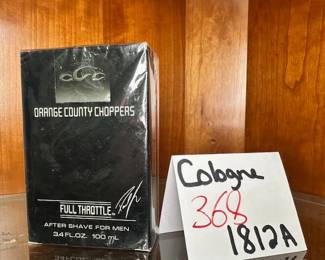 OCC
ORANGE COUNTY CHOPPERS
FULL THROTTLE
AFTER SHAVE FOR MEN
3.4 FL.OZ. 100 mL
Cologne
368
1812A